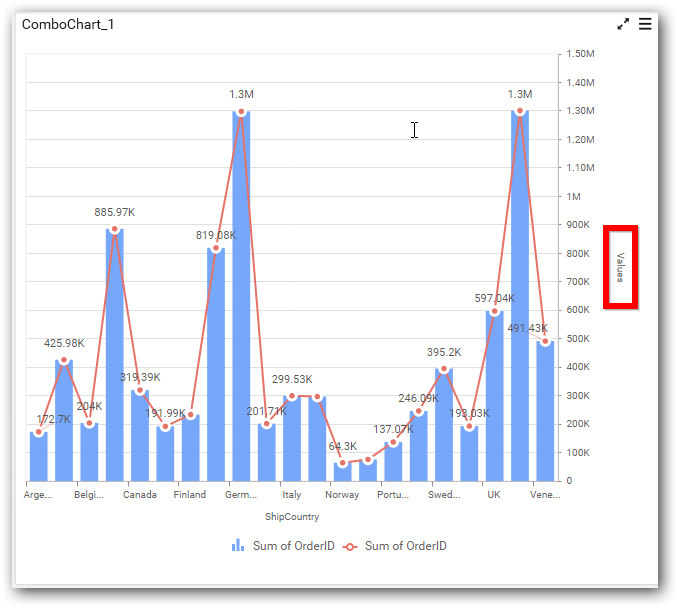 ComboChart_1
1.50M
1.40M
1.3M 1.3M
1.30M
1.20M
1.10M
1M
885.97K
900K
819.08K
800K
Values
700K
597.04K
600K
491.43K
500K
425.98K
395.2K
400K
319.39K
299.53K
300K
246.09K
204K
201.71K
191.99K
193.03K
200K
172.7K
137.07K
64.3K
100K
0
Arge... Belgi... Canada Finland Germ... Italy Norway Portu... Swed... UK Vene...
ShipCountry
Sum of OrderID Sum of OrderID